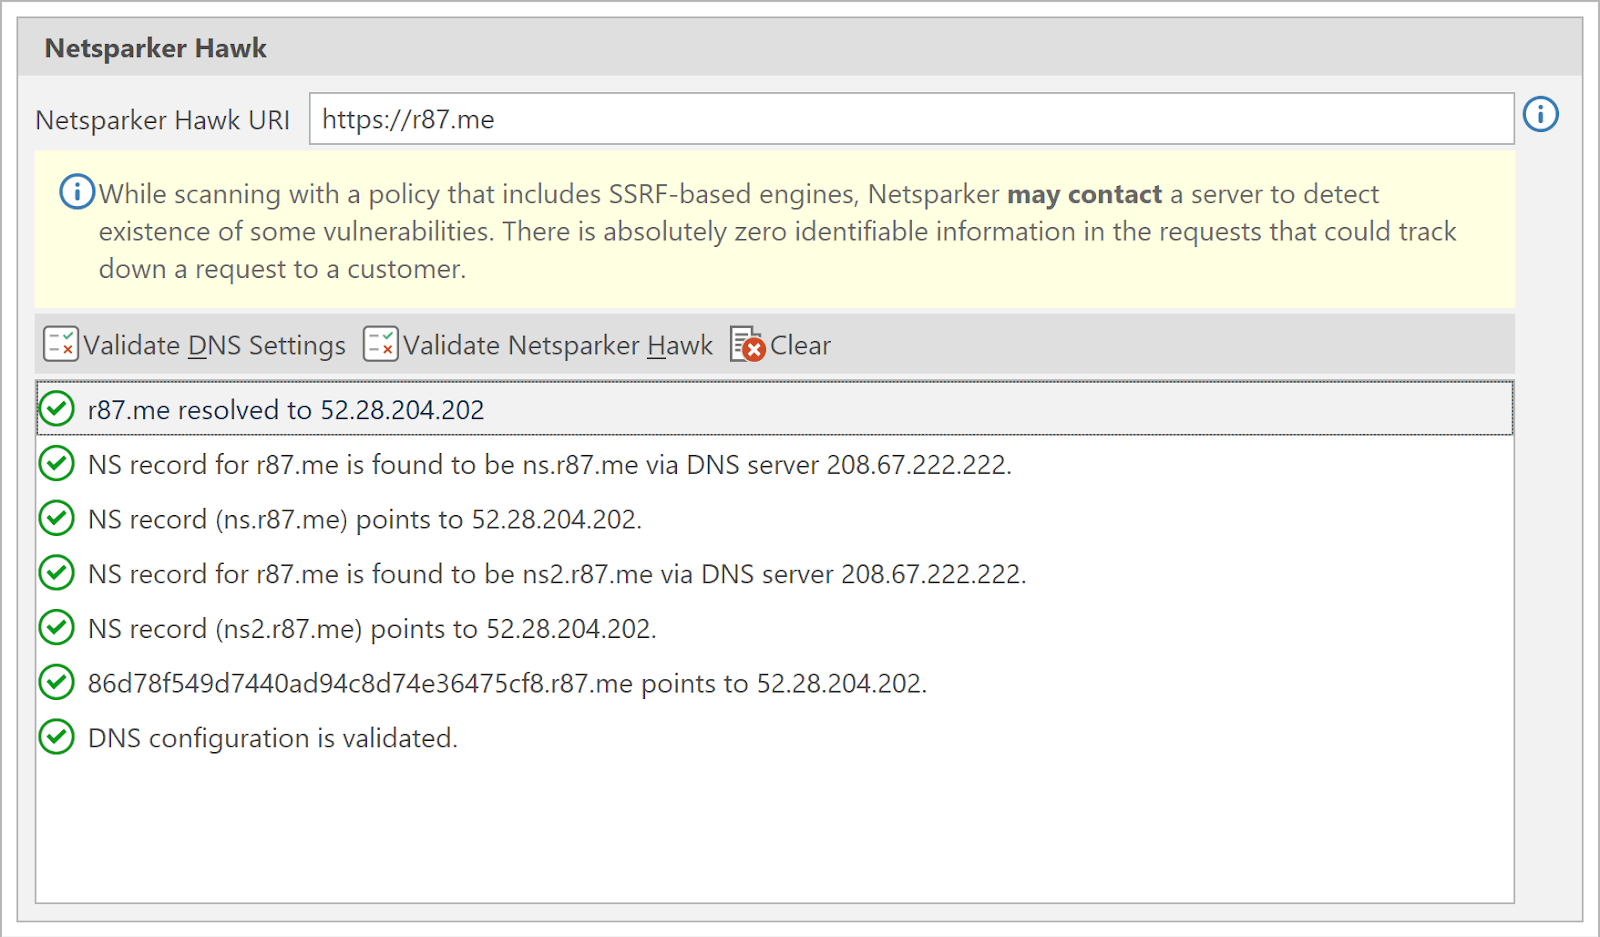 Netsparker Hawk
Netsparker Hawk URI https://r87.me
While scanning with a policy that includes SSRF-based engines, Netsparker may contact a server to detect
existence of some vulnerabilities. There is absolutely zero identifiable information in the requests that could track
down a request to a customer.
Validate DNS Settings Validate Netsparker Hawk Clear
r87.me resolved to 52.28.204.202
NS record for r87.me is found to be ns.r87.me via DNS server 208.67.222.222.
NS record (ns.r87.me) points to 52.28.204.202.
NS record for r87.me is found to be ns2.r87.me via DNS server 208.67.222.222.
NS record (ns2.r87.me) points to 52.28.204.202.
86d78f549d7440ad94c8d74e36475cf8.r87.me points to 52.28.204.202.
DNS configuration is validated.